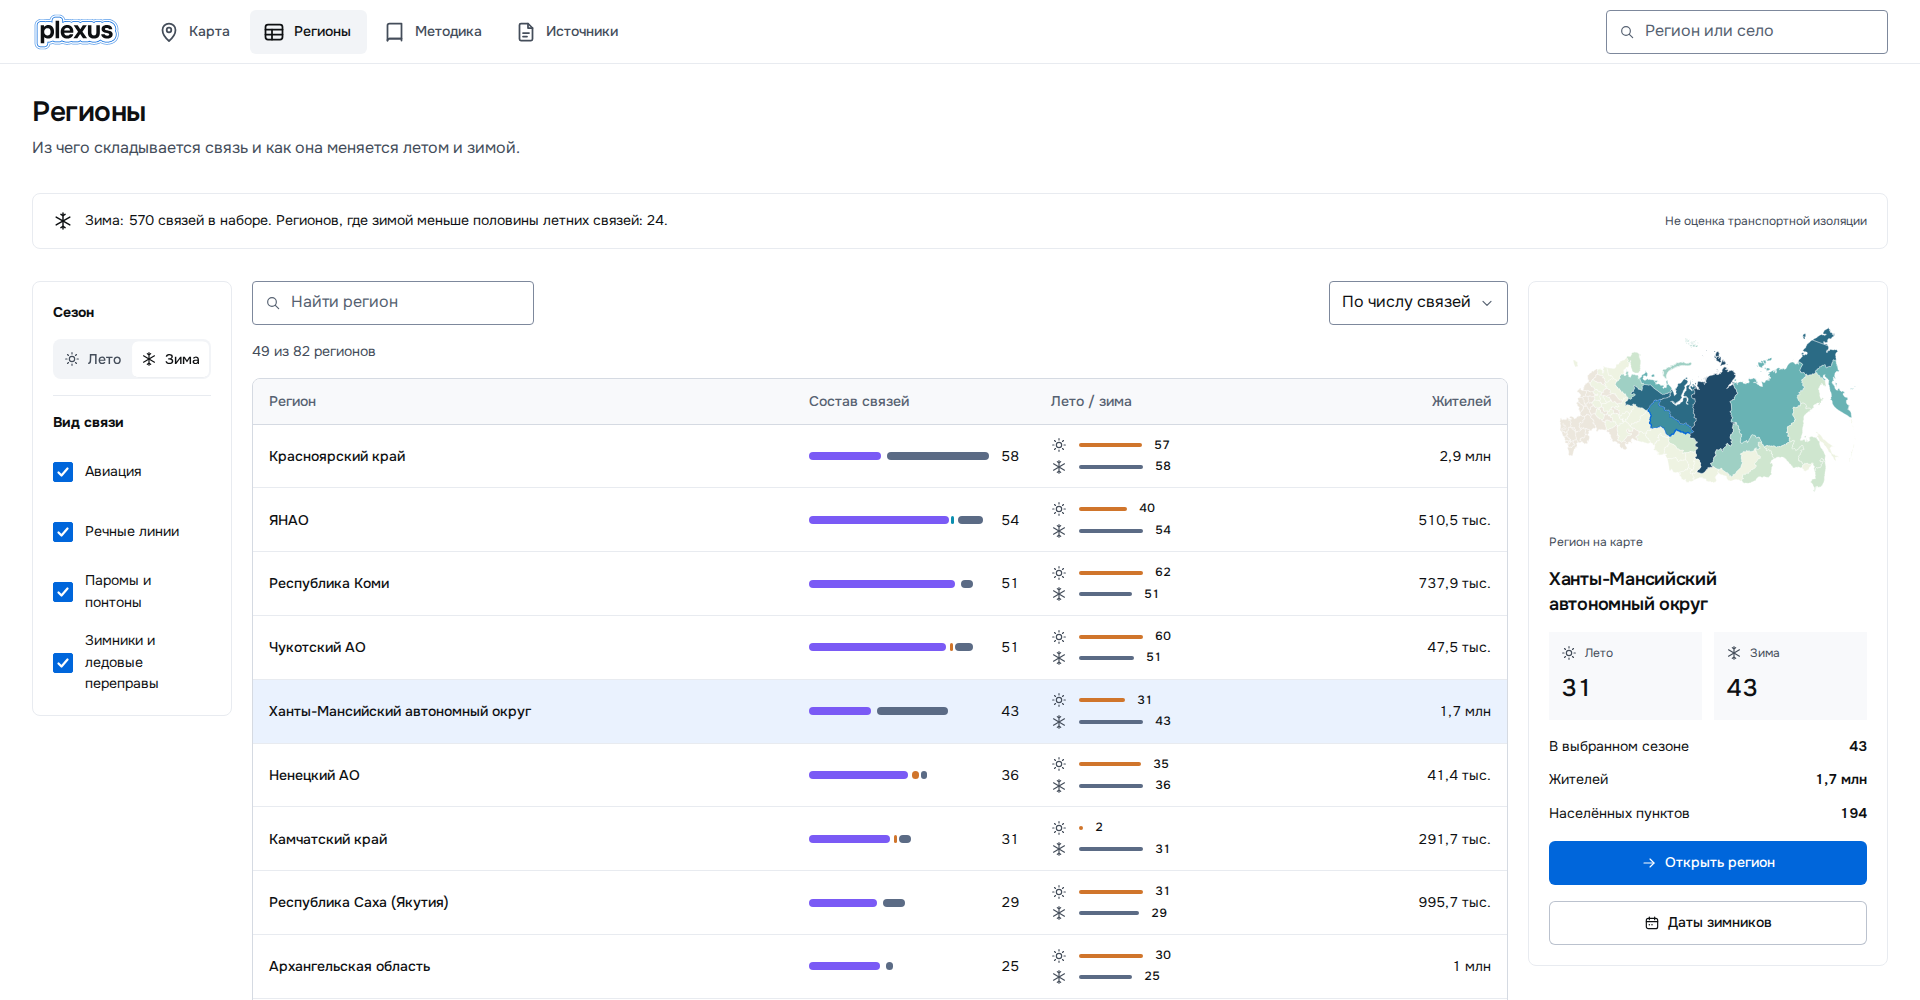 plexus
Карта
Регионы
Методика
Источники
Регион или село
Регионы
Из чего складывается связь и как она меняется летом и зимой.
Зима: 570 связей в наборе. Регионов, где зимой меньше половины летних связей: 24.
Не оценка транспортной изоляции
Сезон
Лето
Зима
Вид связи
Авиация
Речные линии
Паромы и
понтоны
Зимники и
ледовые
переправы
Найти регион
По числу связей
49 из 82 регионов
Регион
Состав связей
Лето / зима
Жителей
Красноярский край
58
57
58
2,9 млн
ЯНАО
54
40
54
510,5 тыс.
Республика Коми
51
62
51
737,9 тыс.
Чукотский АО
51
60
51
47,5 тыс.
Ханты-Мансийский автономный округ
43
31
43
1,7 млн
Ненецкий АО
36
35
36
41,4 тыс.
Камчатский край
31
2
31
291,7 тыс.
Республика Саха (Якутия)
29
31
29
995,7 тыс.
Архангельская область
25
30
25
1 млн
Регион на карте
Ханты-Мансийский
автономный округ
Лето
31
Зима
43
В выбранном сезоне
43
Жителей
1,7 млн
Населённых пунктов
194
Открыть регион
Даты зимников